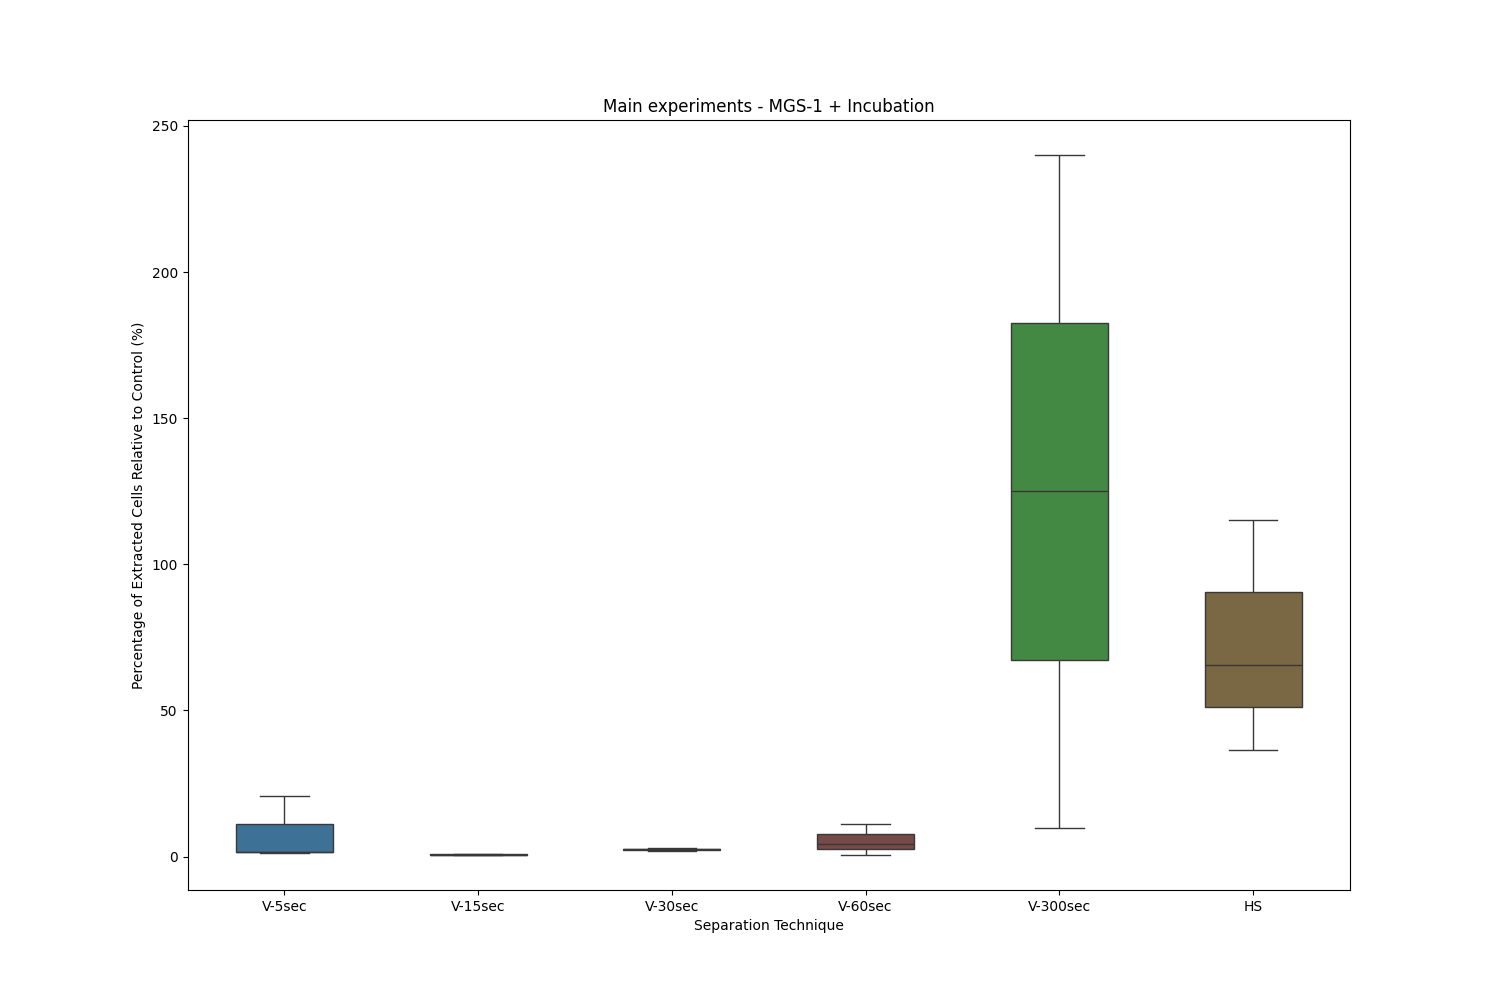 Main experiments - MGS-1 + Incubation
Percentage of Extracted Cells Relative to Control (%)
250
200
150
100
50
0
V-5sec V-15sec V-30sec V-60sec V-300sec HS
Separation Technique